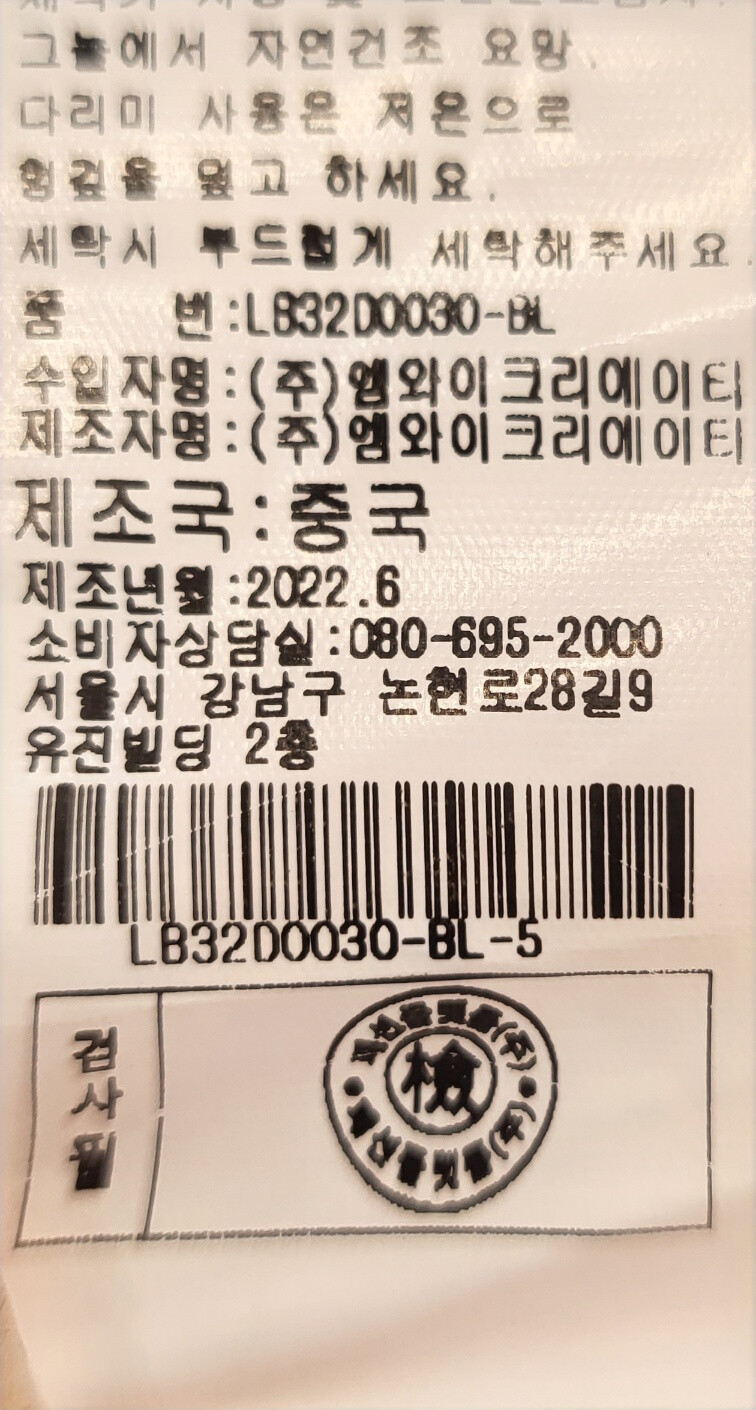 그늘에서 자연건조 요망.
다리미 사용은 저온으로
헝겊을 덮고 하세요.
세탁시 부드럽게 세탁해주세요.
품 번:LB32D0030-BL
수입자명:(주)엠와이크리에이티
제조자명:(주)엠와이크리에이티
제조국:중국
제조년월:2022.6
소비자상담실:080-695-2000
서울시 강남구 논현로28길9
유진빌딩 2층
LB32D0030-BL-5
검사필
檢